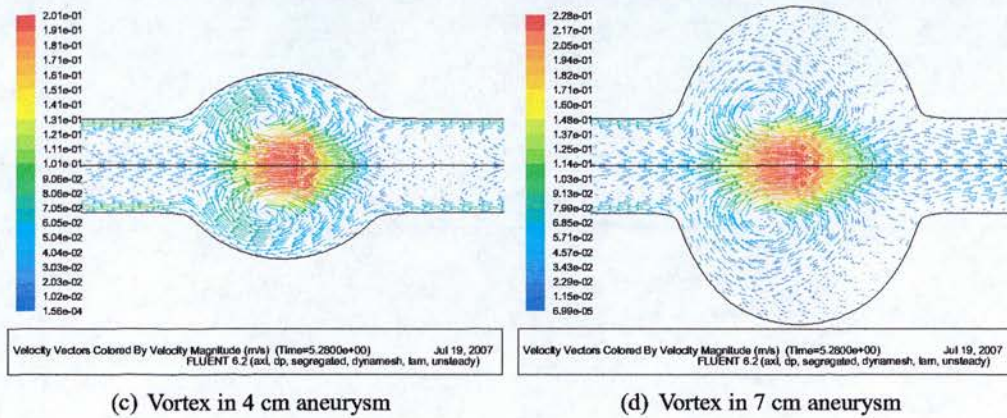 2.01e-01
1.91e-01
1.81e-01
1.71e-01
1.61e-01
1.51e-01
1.41e-01
1.31e-01
1.21e-01
1.11e-01
1.01e-01
9.06e-02
8.06e-02
7.05e-02
6.05e-02
5.04e-02
4.04e-02
2.03e-02
1.02e-02
1.56e-04
Velocity Vectors Colored By Velocity Magnitude (m/s) (Time=5.2800e+00) Jul 19, 2007
FLUENT 6.2 (axi, dp, segregated, dynamesh, lam, unsteady)
(c) Vortex in 4 cm aneurysm
2.28e-01
2.17e-01
2.05e-01
1.94e-01
1.82e-01
1.71e-01
1.60e-01
1.48e-01
1.37e-01
1.25e-01
1.14e-01
1.03e-01
9.13e-02
7.99e-02
6.85e-02
5.71e-02
4.57e-02
3.43e-02
2.29e-02
1.15e-02
6.99e-05
Velocity Vectors Colored By Velocity Magnitude (m/s) (Time=5.2800e+00) Jul 19, 2007
FLUENT 6.2 (axi, dp, segregated, dynamesh, lam, unsteady)
(d) Vortex in 7 cm aneurysm